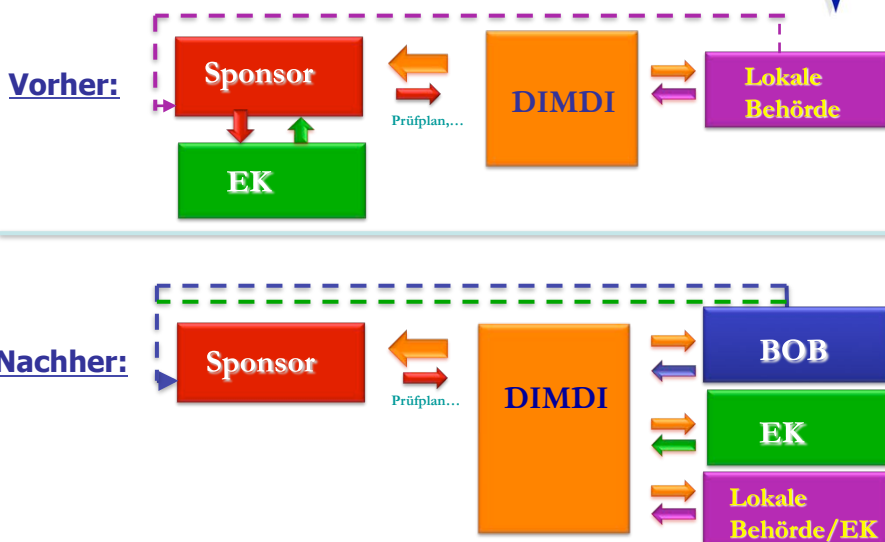 Vorher:
Sponsor
DIMDI
Lokale
Behörde
Prüfplan,...
EK
Nachher:
Sponsor
DIMDI
BOB
Prüfplan...
EK
Lokale
Behörde/EK